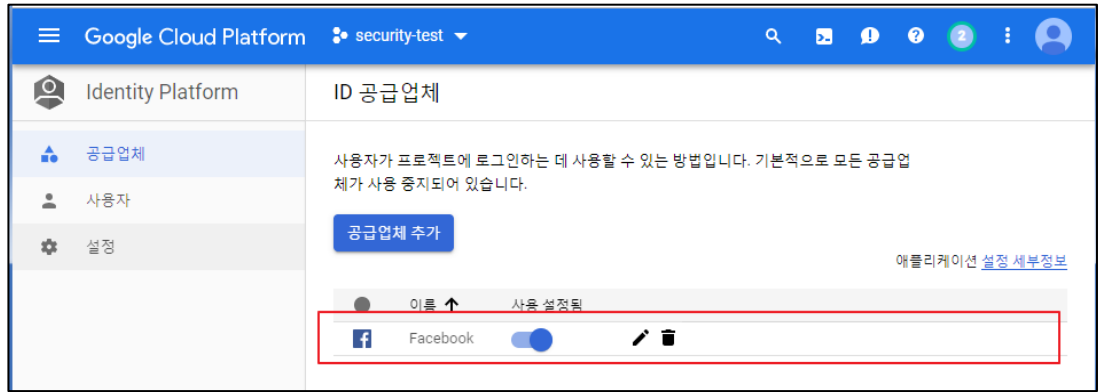 Google Cloud Platform
security-test
2
Identity Platform
ID 공급업체
공급업체
사용자
설정
사용자가 프로젝트에 로그인하는 데 사용할 수 있는 방법입니다. 기본적으로 모든 공급업
체가 사용 중지되어 있습니다.
공급업체 추가
애플리케이션 설정 세부정보
이름 사용 설정됨
Facebook